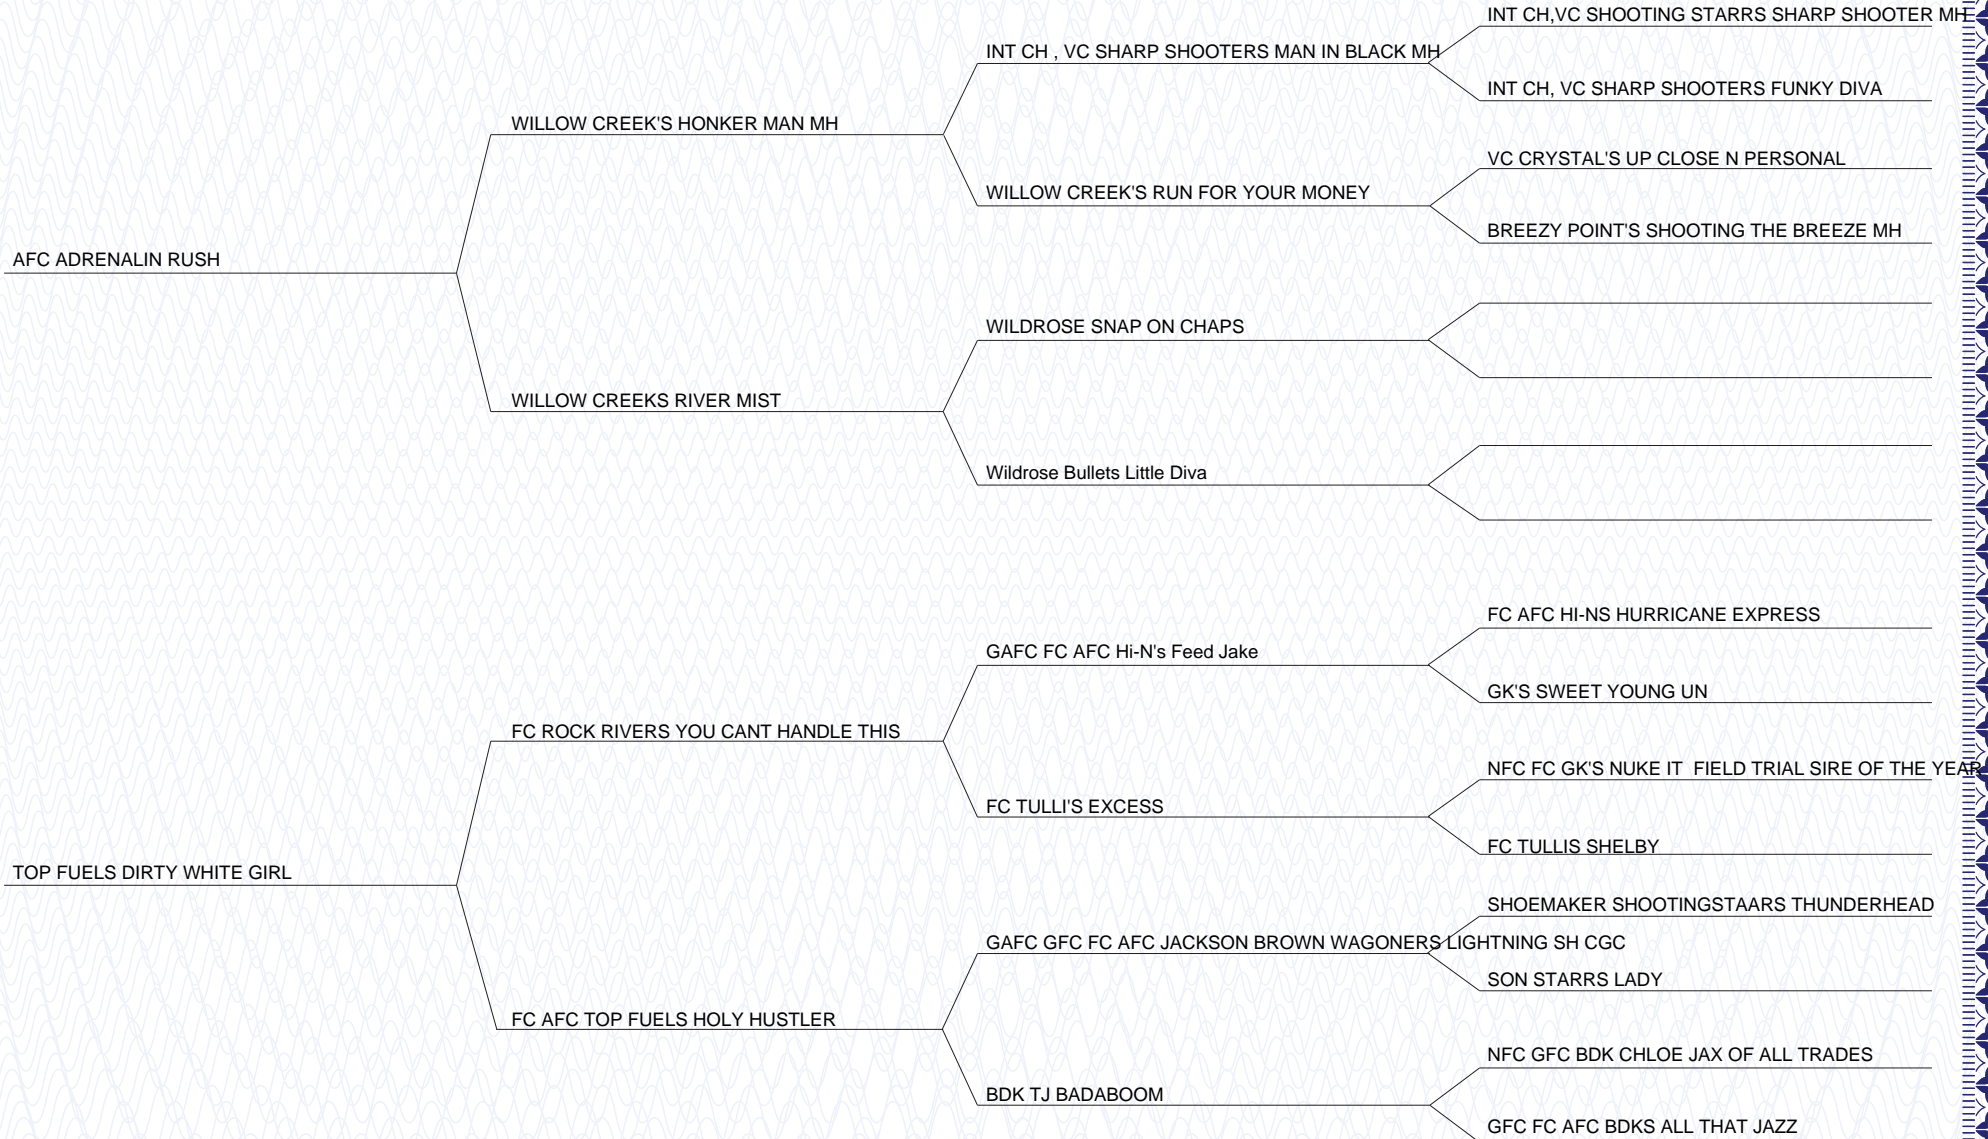 INT CH,VC SHOOTING STARRS SHARP SHOOTER MH
INT CH , VC SHARP SHOOTERS MAN IN BLACK MH
INT CH, VC SHARP SHOOTERS FUNKY DIVA
WILLOW CREEK'S HONKER MAN MH
VC CRYSTAL'S UP CLOSE N PERSONAL
WILLOW CREEK'S RUN FOR YOUR MONEY
BREEZY POINT'S SHOOTING THE BREEZE MH
AFC ADRENALIN RUSH
WILDROSE SNAP ON CHAPS
WILLOW CREEKS RIVER MIST
Wildrose Bullets Little Diva
FC AFC HI-NS HURRICANE EXPRESS
GAFC FC AFC Hi-N's Feed Jake
GK'S SWEET YOUNG UN
FC ROCK RIVERS YOU CANT HANDLE THIS
NFC FC GK'S NUKE IT  FIELD TRIAL SIRE OF THE YEAR
FC TULLI'S EXCESS
FC TULLIS SHELBY
TOP FUELS DIRTY WHITE GIRL
SHOEMAKER SHOOTINGSTAARS THUNDERHEAD
GAFC GFC FC AFC JACKSON BROWN WAGONERS LIGHTNING SH CGC
SON STARRS LADY
FC AFC TOP FUELS HOLY HUSTLER
NFC GFC BDK CHLOE JAX OF ALL TRADES
BDK TJ BADABOOM
GFC FC AFC BDKS ALL THAT JAZZ